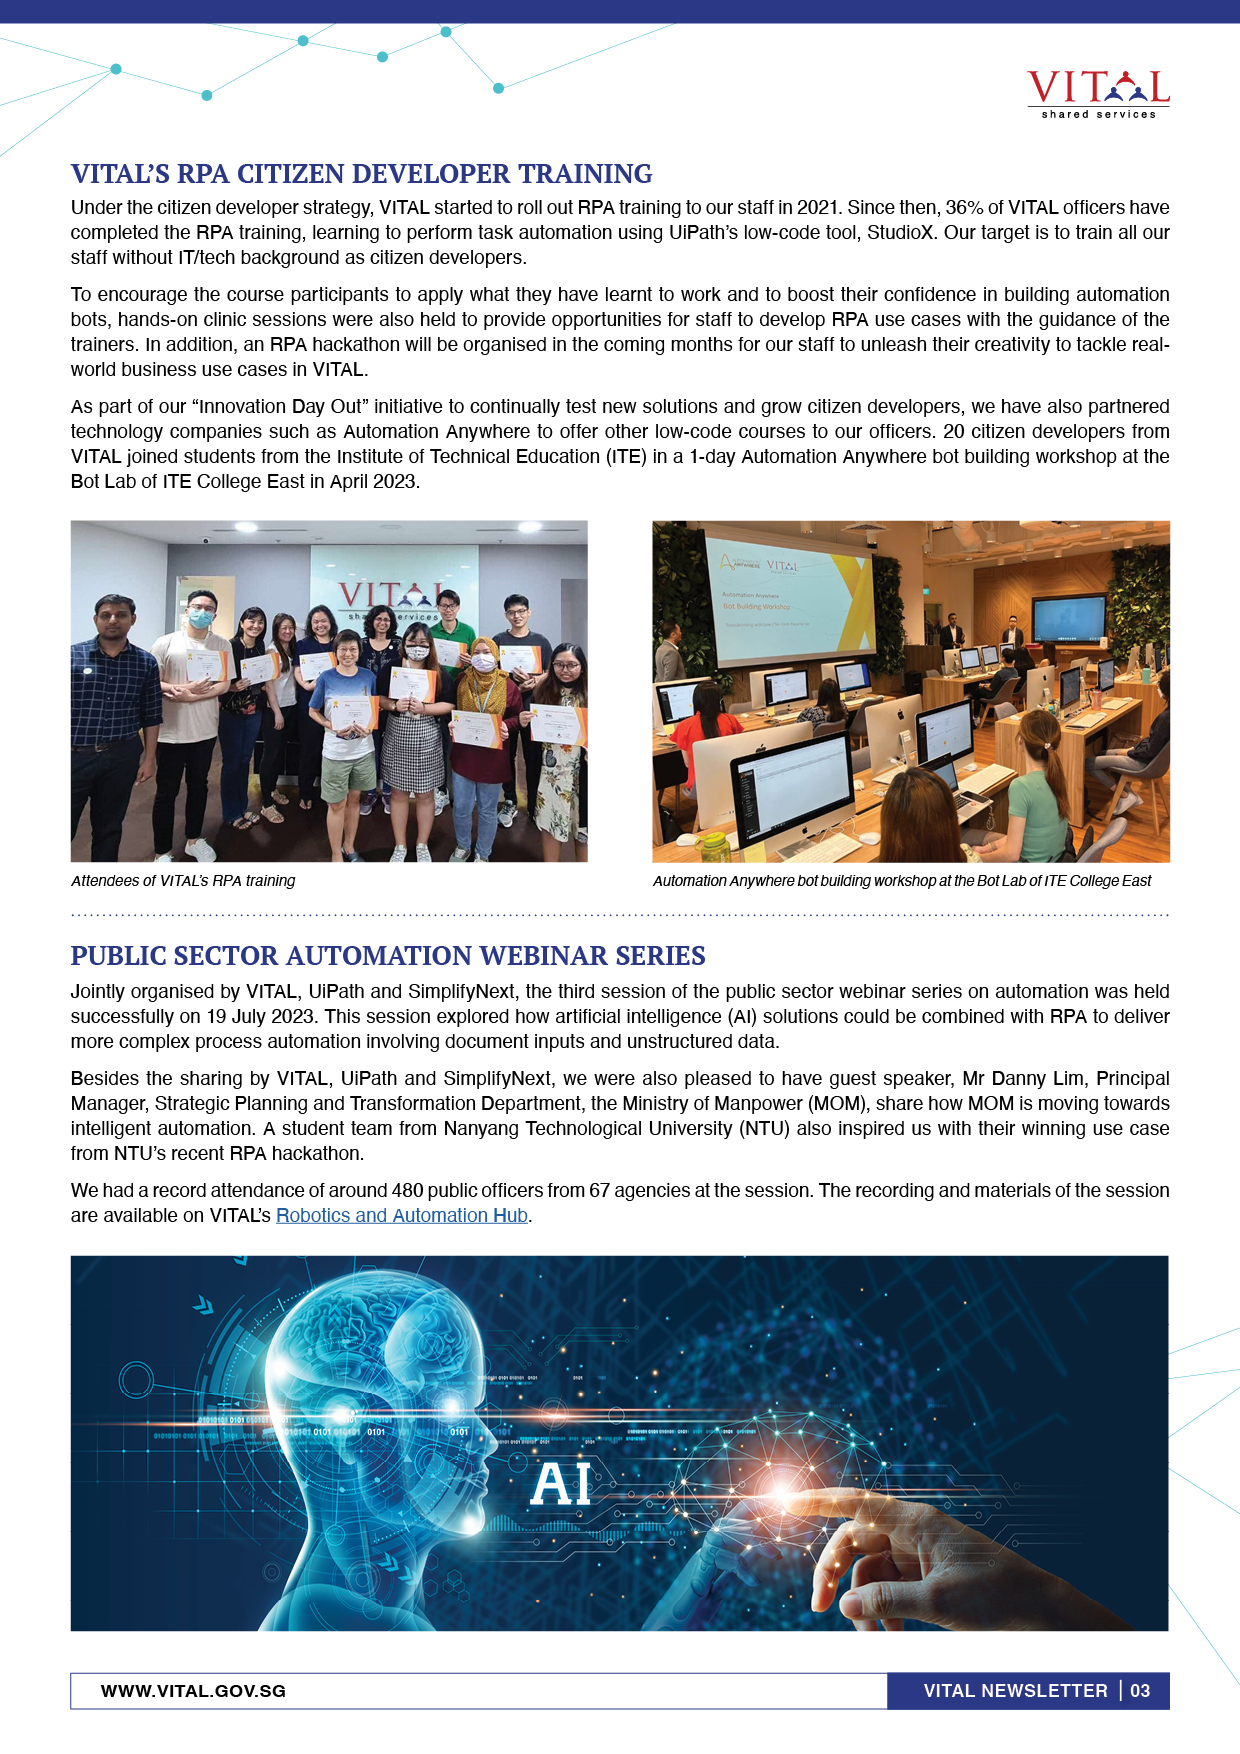 VITAL
shared services
VITAL’S RPA CITIZEN DEVELOPER TRAINING
Under the citizen developer strategy, VITAL started to roll out RPA training to our staff in 2021. Since then, 36% of VITAL officers have
completed the RPA training, learning to perform task automation using UiPath’s low-code tool, StudioX. Our target is to train all our
staff without IT/tech background as citizen developers.
To encourage the course participants to apply what they have learnt to work and to boost their confidence in building automation
bots, hands-on clinic sessions were also held to provide opportunities for staff to develop RPA use cases with the guidance of the
trainers. In addition, an RPA hackathon will be organised in the coming months for our staff to unleash their creativity to tackle real-
world business use cases in VITAL.
As part of our “Innovation Day Out” initiative to continually test new solutions and grow citizen developers, we have also partnered
technology companies such as Automation Anywhere to offer other low-code courses to our officers. 20 citizen developers from
VITAL joined students from the Institute of Technical Education (ITE) in a 1-day Automation Anywhere bot building workshop at the
Bot Lab of ITE College East in April 2023.
VITAL
shared services
VITAL
Automation Anywhere
Bot Building Workshop
Attendees of VITAL’s RPA training
Automation Anywhere bot building workshop at the Bot Lab of ITE College East
PUBLIC SECTOR AUTOMATION WEBINAR SERIES
Jointly organised by VITAL, UiPath and SimplifyNext, the third session of the public sector webinar series on automation was held
successfully on 19 July 2023. This session explored how artificial intelligence (AI) solutions could be combined with RPA to deliver
more complex process automation involving document inputs and unstructured data.
Besides the sharing by VITAL, UiPath and SimplifyNext, we were also pleased to have guest speaker, Mr Danny Lim, Principal
Manager, Strategic Planning and Transformation Department, the Ministry of Manpower (MOM), share how MOM is moving towards
intelligent automation. A student team from Nanyang Technological University (NTU) also inspired us with their winning use case
from NTU’s recent RPA hackathon.
We had a record attendance of around 480 public officers from 67 agencies at the session. The recording and materials of the session
are available on VITAL’s Robotics and Automation Hub.
AI
WWW.VITAL.GOV.SG
VITAL NEWSLETTER | 03